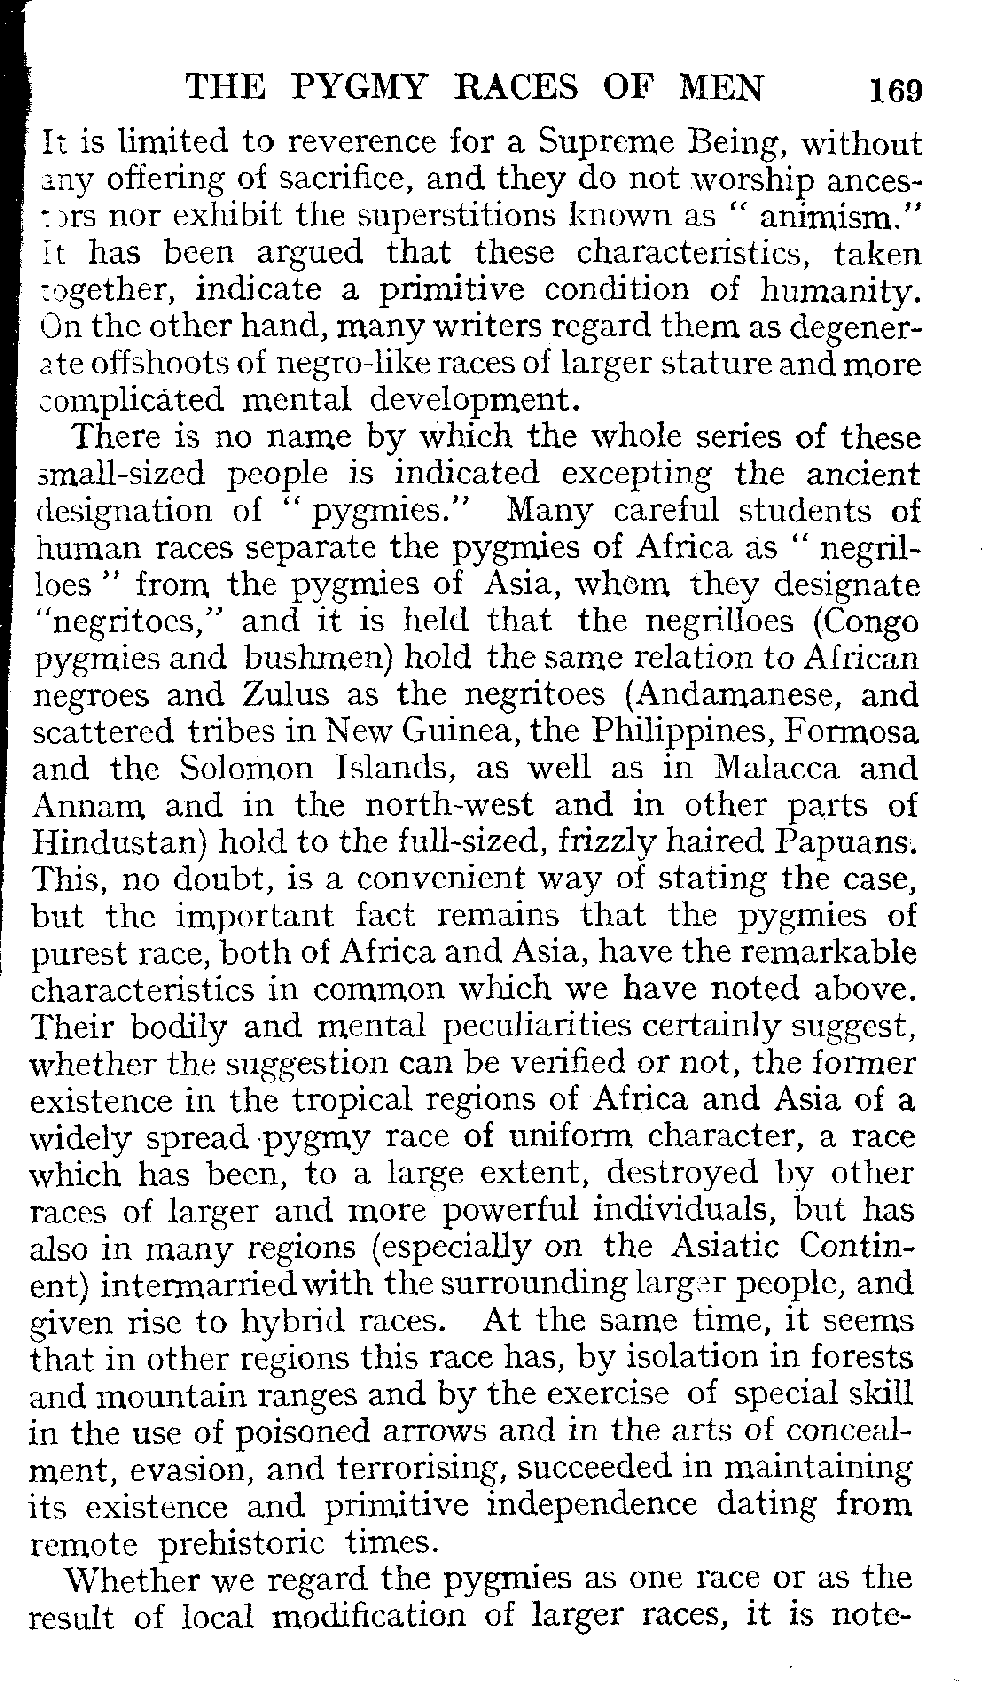 THE PYGMY RACES OF MEN 169
It is limited to reverence for a Supreme Being, without
any offering of sacrifice, and they do not worship ances-
tors nor exhibit the superstitions known as " animism."
It has been argued that these characteristics, taken
together, indicate a primitive condition of humanity.
On the other hand, many writers regard them as degener-
ate offshoots of negro-like races of larger stature and more
complicated mental development.
There is no name by which the whole series of these
small-sized people is indicated excepting the ancient
designation of " pygmies." Many careful students of
human races separate the pygmies of Africa as " negril-
loes " from the pygmies of Asia, whom they designate
"negritoes," and it is held that the negrilloes (Congo
pygmies and bushmen) hold the same relation to African
negroes and Zulus as the negritoes (Andamanese, and
scattered tribes in New Guinea, the Philippines, Formosa
and the Solomon Islands, as well as in Malacca and
Annam and in the north-west and in other parts of
Hindustan) hold to the full-sized, frizzly haired Papuans.
This, no doubt, is a convenient way of stating the case,
but the important fact remains that the pygmies of
purest race, both of Africa and Asia, have the remarkable
characteristics in common which we have noted above.
Their bodily and mental peculiarities certainly suggest,
whether the suggestion can be verified or not, the former
existence in the tropical regions of Africa and Asia of a
widely spread pygmy race of uniform character, a race
which has been, to a large extent, destroyed by other
races of larger and more powerful individuals, but has
also in many regions (especially on the Asiatic Contin-
ent) intermarried with the surrounding larger people, and
given rise to hybrid races. At the same time, it seems
that in other regions this race has, by isolation in forests
and mountain ranges and by the exercise of special skill
in the use of poisoned arrows and in the arts of conceal-
ment, evasion, and terrorising, succeeded in maintaining
its existence and primitive independence dating from
remote prehistoric times.
Whether we regard the pygmies as one race or as the
result of local modification of larger races, it is note-